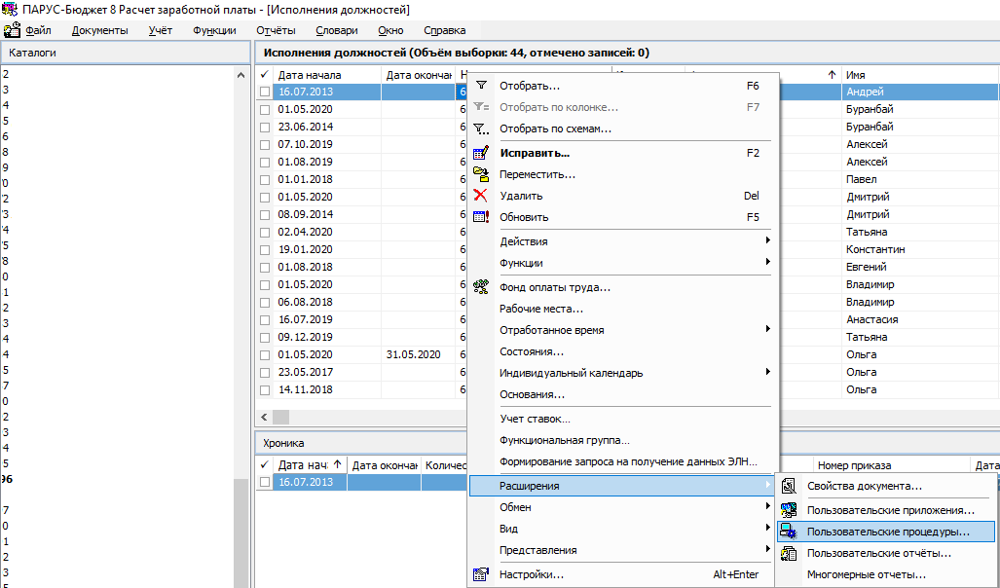 ПАРУС-Бюджет 8 Расчет заработной платы - [Исполнения должностей]
Файл Документы Учёт Функции Отчёты Словари Окно Справка
Каталоги
2
3
4
5
6
8
9
'0
'2
'3
'4
'5
'8
0
1
2
3
4
4
5
7
0
2
3
4
5
96
7
0
1
2
3
Исполнения должностей (Объём выборки: 44, отмечено записей: 0)
✓ Дата начала Дата окончан Имя
16.07.2013 6 Андрей
01.05.2020 6 Буранбай
23.06.2014 6 Буранбай
07.10.2019 6 Алексей
01.08.2019 6 Алексей
01.01.2018 6 Павел
01.05.2020 6 Дмитрий
08.09.2014 6 Дмитрий
02.04.2020 6 Татьяна
19.01.2020 6 Константин
01.08.2018 6 Евгений
01.05.2020 6 Владимир
06.08.2018 6 Владимир
16.07.2019 6 Анастасия
09.12.2019 6 Татьяна
01.05.2020 31.05.2020 6 Ольга
23.05.2017 6 Ольга
14.11.2018 6 Ольга
Хроника
✓ Дата нач: Дата окончан Количес Номер приказа Дата
16.07.2013
Отобрать... F6
Отобрать по колонке... F7
Отобрать по схемам...
Исправить... F2
Переместить...
Удалить Del
Обновить F5
Действия
Функции
Фонд оплаты труда...
Рабочие места...
Отработанное время
Состояния...
Индивидуальный календарь
Основания...
Учет ставок...
Функциональная группа...
Формирование запроса на получение данных ЭЛН...
Расширения
Обмен
Вид
Представления
Настройки... Alt+Enter
Свойства документа...
Пользовательские приложения...
Пользовательские процедуры...
Пользовательские отчёты...
Многомерные отчеты...